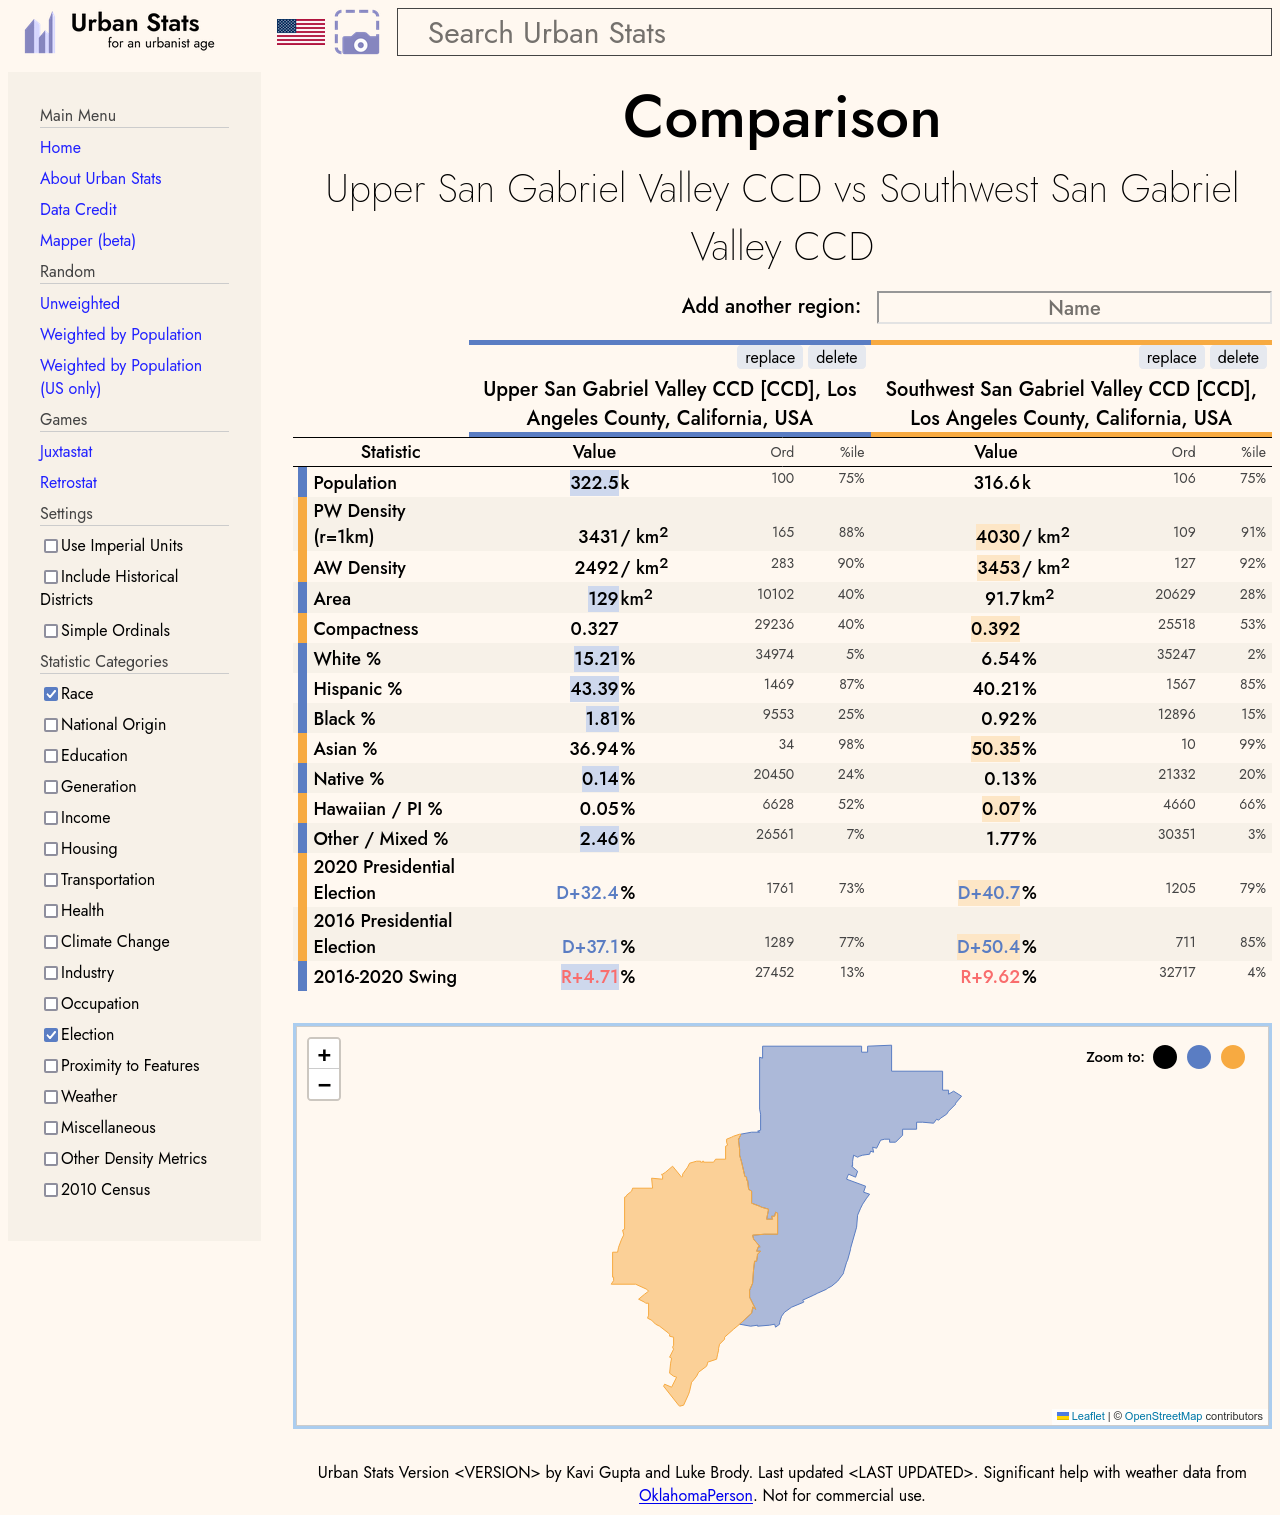 Urban Stats
for an urbanist age
Search Urban Stats
Main Menu
Home
About Urban Stats
Data Credit
Mapper (beta)
Random
Unweighted
Weighted by Population
Weighted by Population
(US only)
Games
Juxtastat
Retrostat
Settings
Use Imperial Units
Include Historical
Districts
Simple Ordinals
Statistic Categories
Race
National Origin
Education
Generation
Income
Housing
Transportation
Health
Climate Change
Industry
Occupation
Election
Proximity to Features
Weather
Miscellaneous
Other Density Metrics
2010 Census
Comparison
Upper San Gabriel Valley CCD vs Southwest San Gabriel
Valley CCD
Add another region: Name
replace delete replace delete
Upper San Gabriel Valley CCD [CCD], Los
Angeles County, California, USA
Southwest San Gabriel Valley CCD [CCD],
Los Angeles County, California, USA
Statistic Value Ord %ile Value Ord %ile
Population 322.5k 100 75% 316.6k 106 75%
PW Density
(r=1km) 3431/ km² 165 88% 4030/ km² 109 91%
AW Density 2492/ km² 283 90% 3453/ km² 127 92%
Area 129km² 10102 40% 91.7km² 20629 28%
Compactness 0.327 29236 40% 0.392 25518 53%
White % 15.21% 34974 5% 6.54% 35247 2%
Hispanic % 43.39% 1469 87% 40.21% 1567 85%
Black % 1.81% 9553 25% 0.92% 12896 15%
Asian % 36.94% 34 98% 50.35% 10 99%
Native % 0.14% 20450 24% 0.13% 21332 20%
Hawaiian / PI % 0.05% 6628 52% 0.07% 4660 66%
Other / Mixed % 2.46% 26561 7% 1.77% 30351 3%
2020 Presidential
Election D+32.4% 1761 73% D+40.7% 1205 79%
2016 Presidential
Election D+37.1% 1289 77% D+50.4% 711 85%
2016-2020 Swing R+4.71% 27452 13% R+9.62% 32717 4%
+
−
Zoom to:
Leaflet | © OpenStreetMap contributors
Urban Stats Version <VERSION> by Kavi Gupta and Luke Brody. Last updated <LAST UPDATED>. Significant help with weather data from
OklahomaPerson. Not for commercial use.